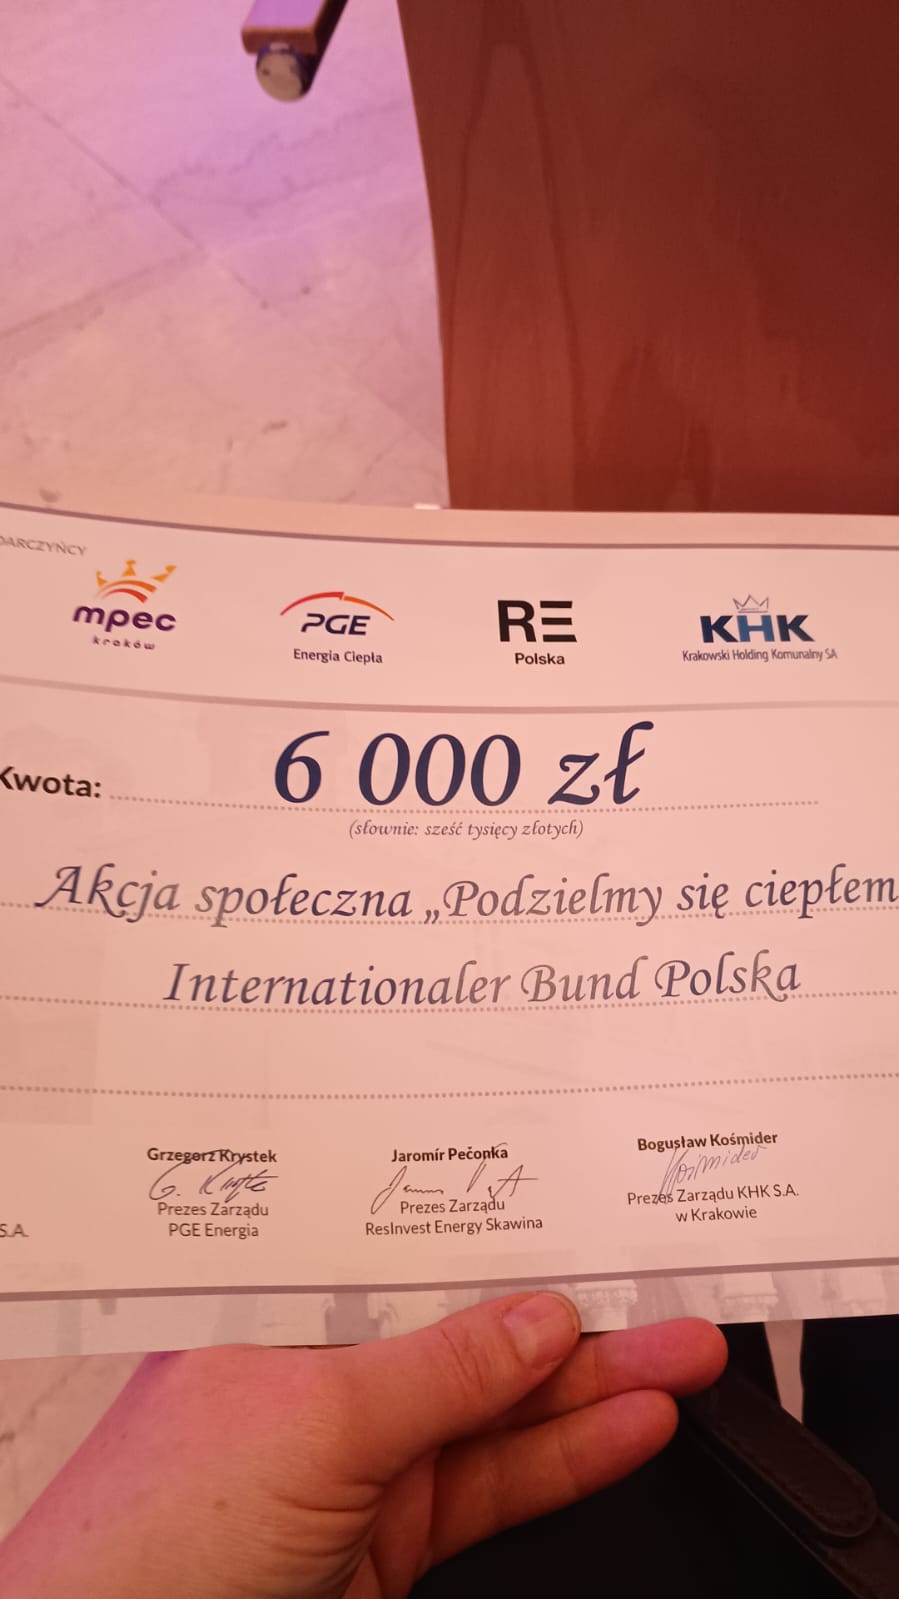 DARCZYŃCY
mpec
kraków
PGE
Energia Ciepła
RE
Polska
KHK
Krakowski Holding Komunalny SA
Kwota: 6 000 zł
(słownie: sześć tysięcy złotych)
Akcja społeczna „Podzielmy się ciepłem
Internationaler Bund Polska
Grzegorz Krystek
Prezes Zarządu
PGE Energia
Jaromír Pečonka
Prezes Zarządu
ResInvest Energy Skawina
Bogusław Kośmider
Kośmider
Prezes Zarządu KHK S.A.
w Krakowie
S.A.